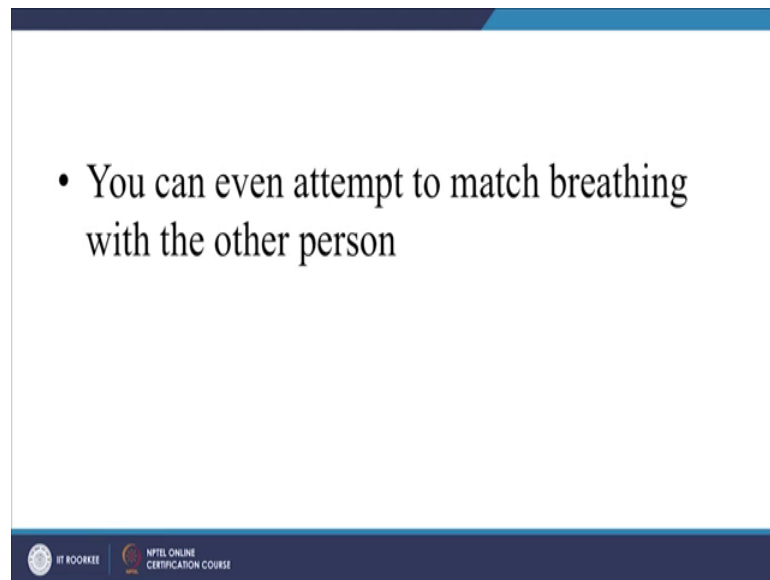 • You can even attempt to match breathing
with the other person
IIT ROORKEE
NPTEL ONLINE
CERTIFICATION COURSE